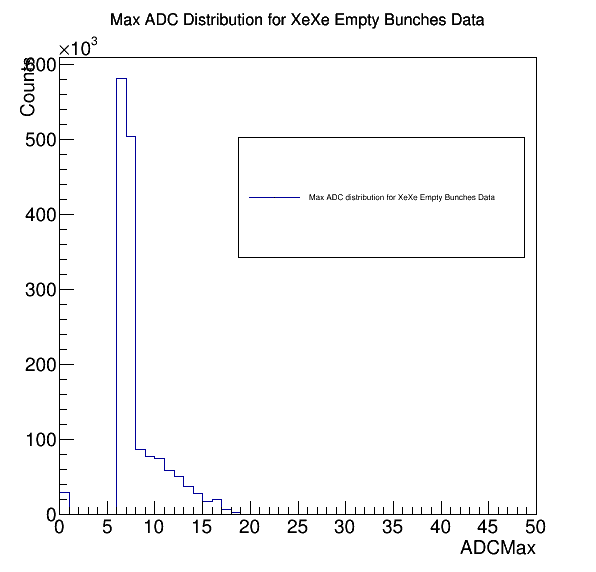 Max ADC Distribution for XeXe Empty Bunches Data
×10³
Counts
600
500
400
300
200
100
0
Max ADC distribution for XeXe Empty Bunches Data
0 5 10 15 20 25 30 35 40 45 50
ADCMax